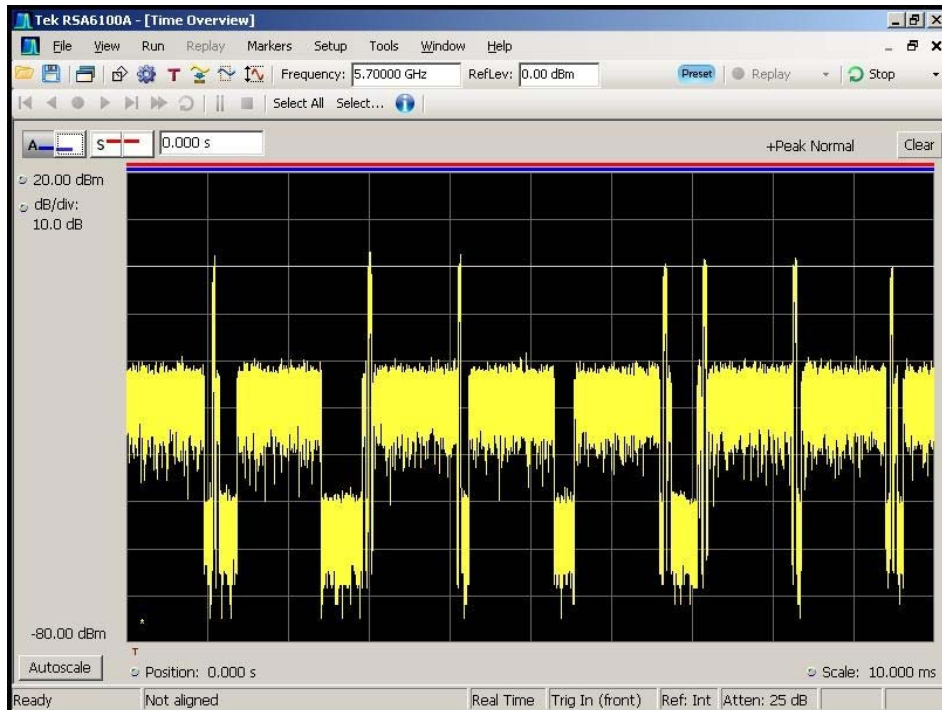 Tek RSA6100A - [Time Overview]
File View Run Replay Markers Setup Tools Window Help
T Frequency: 5.70000 GHz RefLev: 0.00 dBm Preset Replay Stop
Select All Select... i
A S 0.000 s +Peak Normal Clear
20.00 dBm
dB/div:
10.0 dB
-80.00 dBm
*
T
Autoscale Position: 0.000 s Scale: 10.000 ms
Ready Not aligned Real Time Trig In (front) Ref: Int Atten: 25 dB